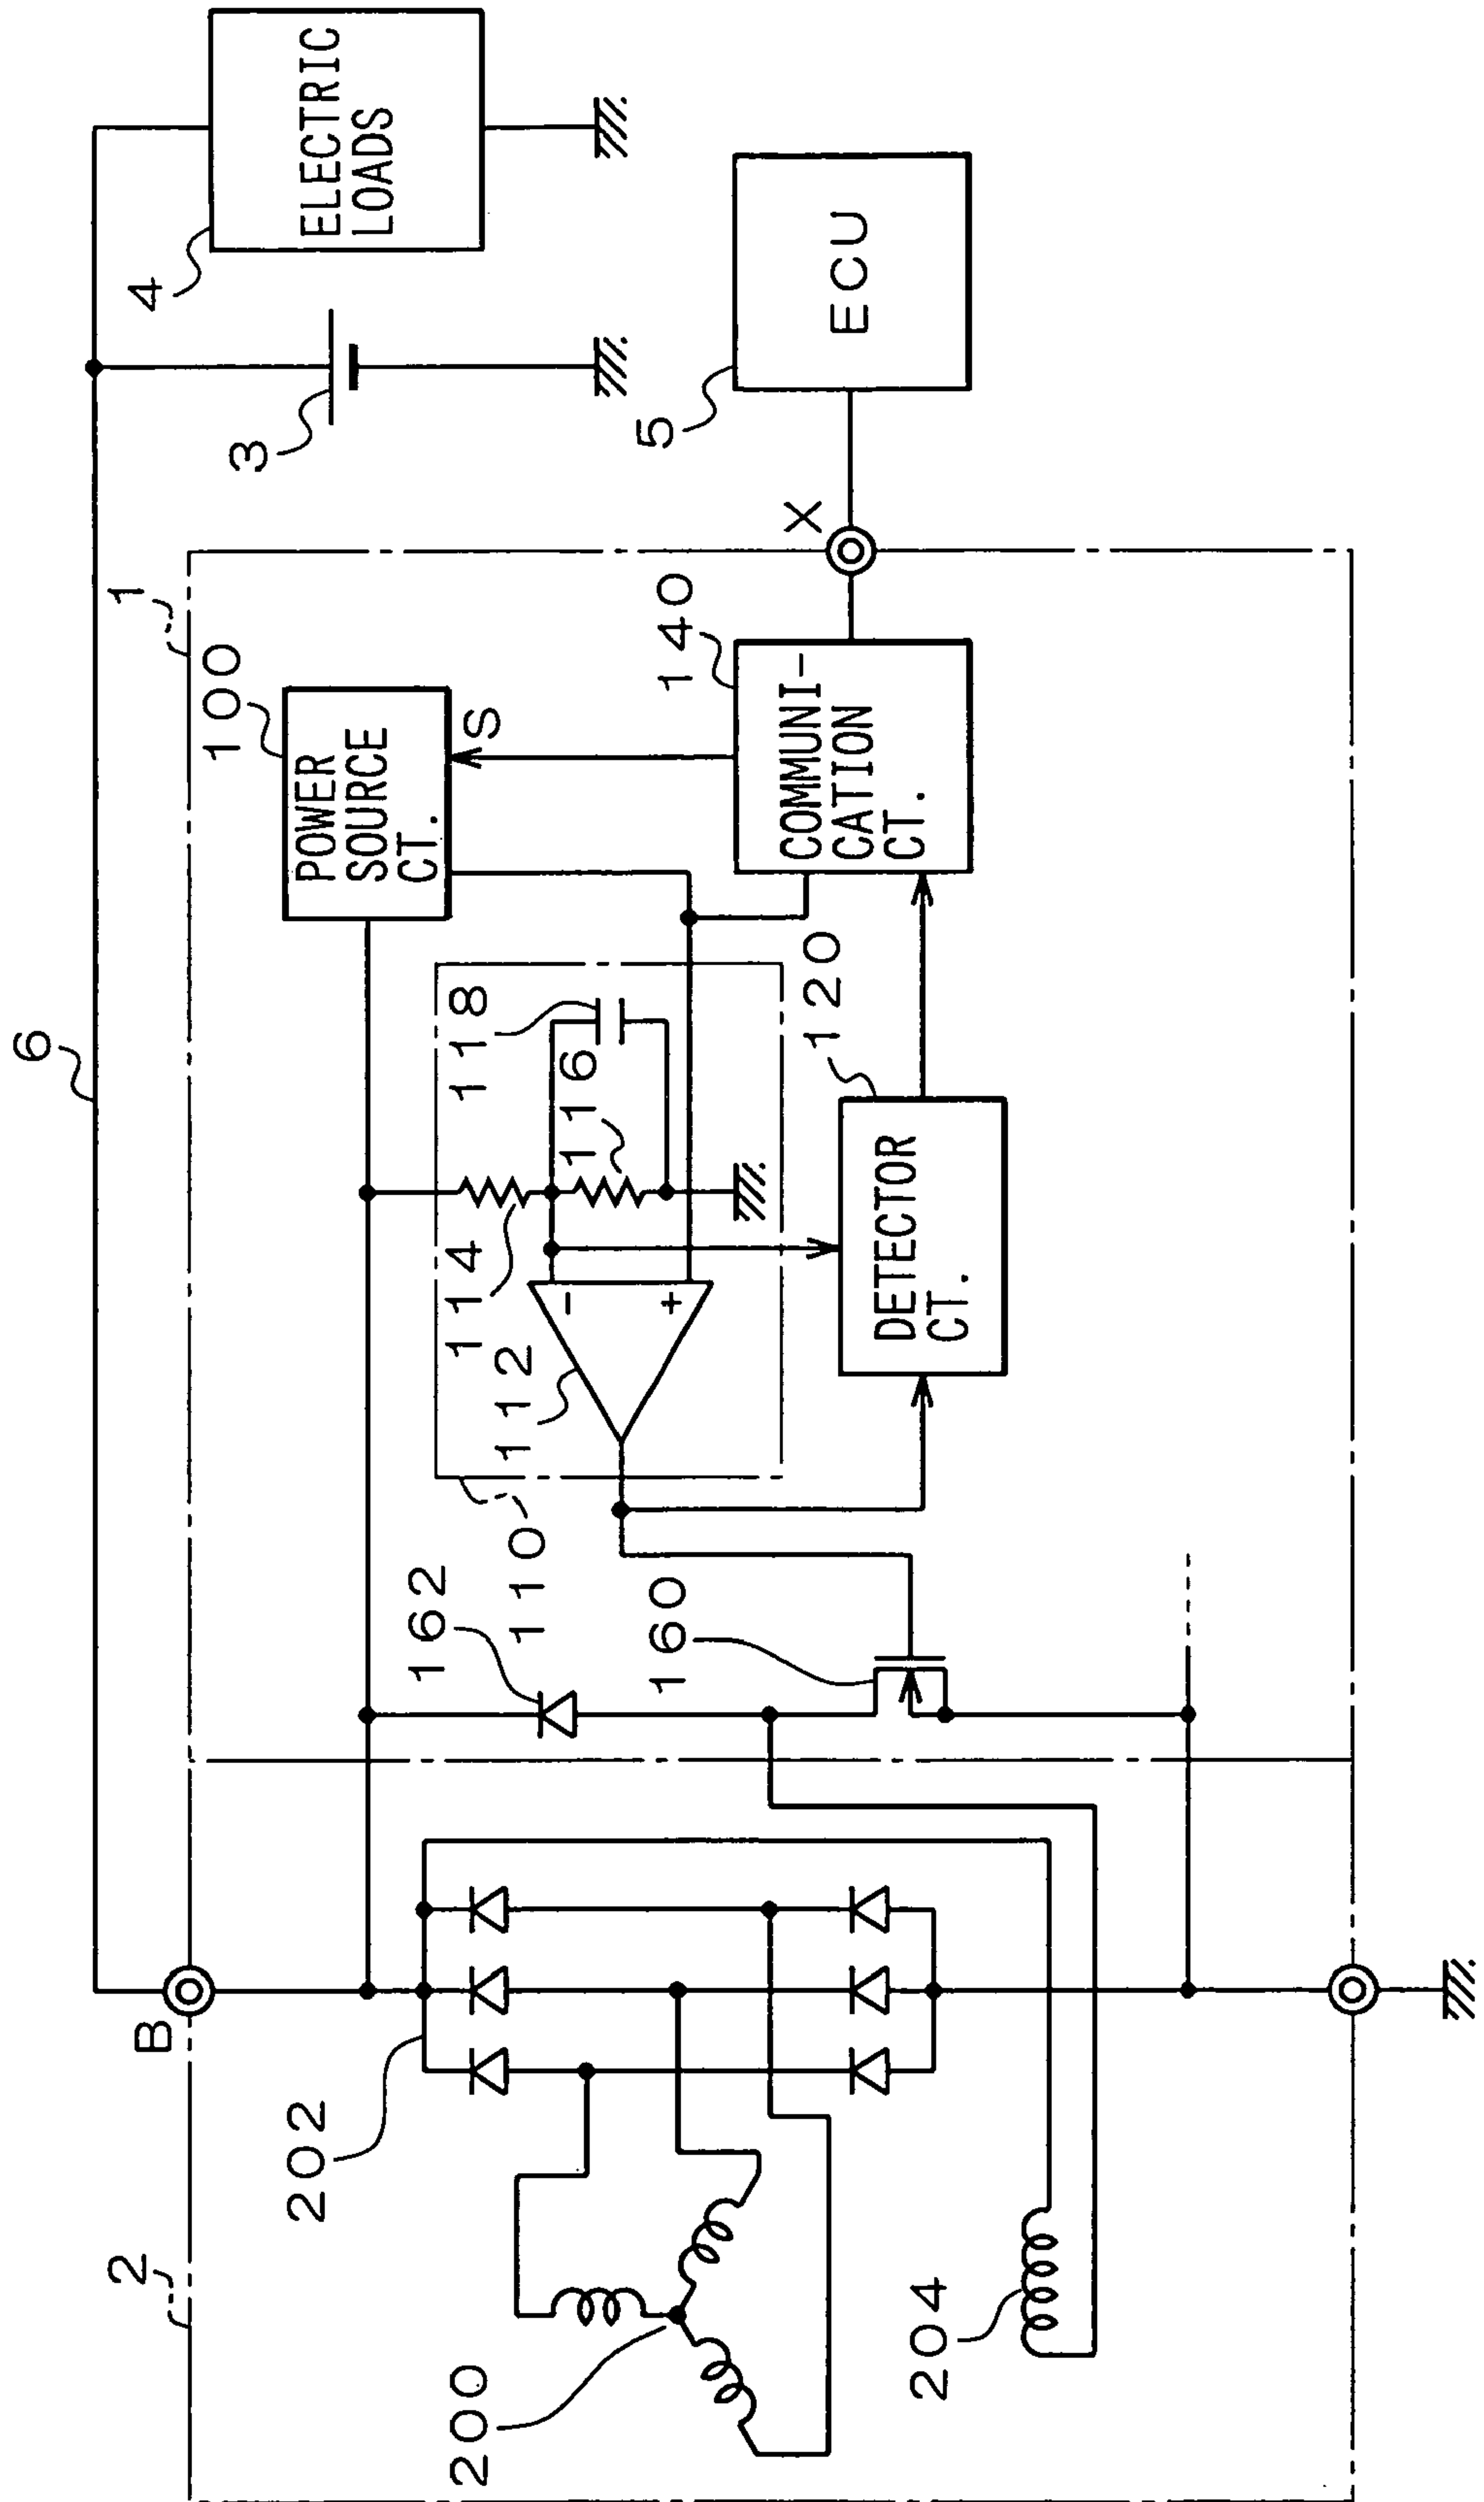 6
4
ELECTRIC
LOADS
3
B
2
1
100
POWER
SOURCE
CT.
S
5
ECU
X
140
COMMUNI-
CATION
CT.
118
116
114
112
-
+
110
120
DETECTOR
CT.
162
160
202
200
204